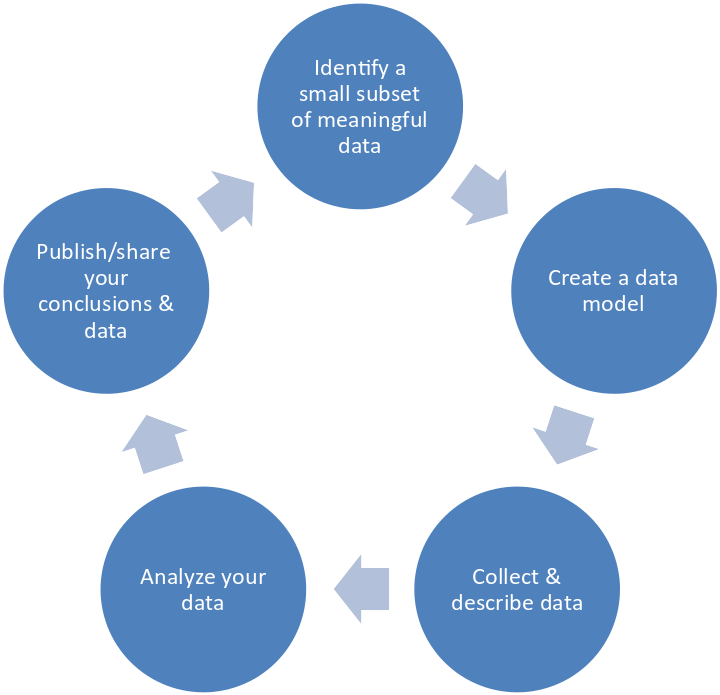 Identify a
small subset
of meaningful
data
Create a data
model
Collect &
describe data
Analyze your
data
Publish/share
your
conclusions &
data